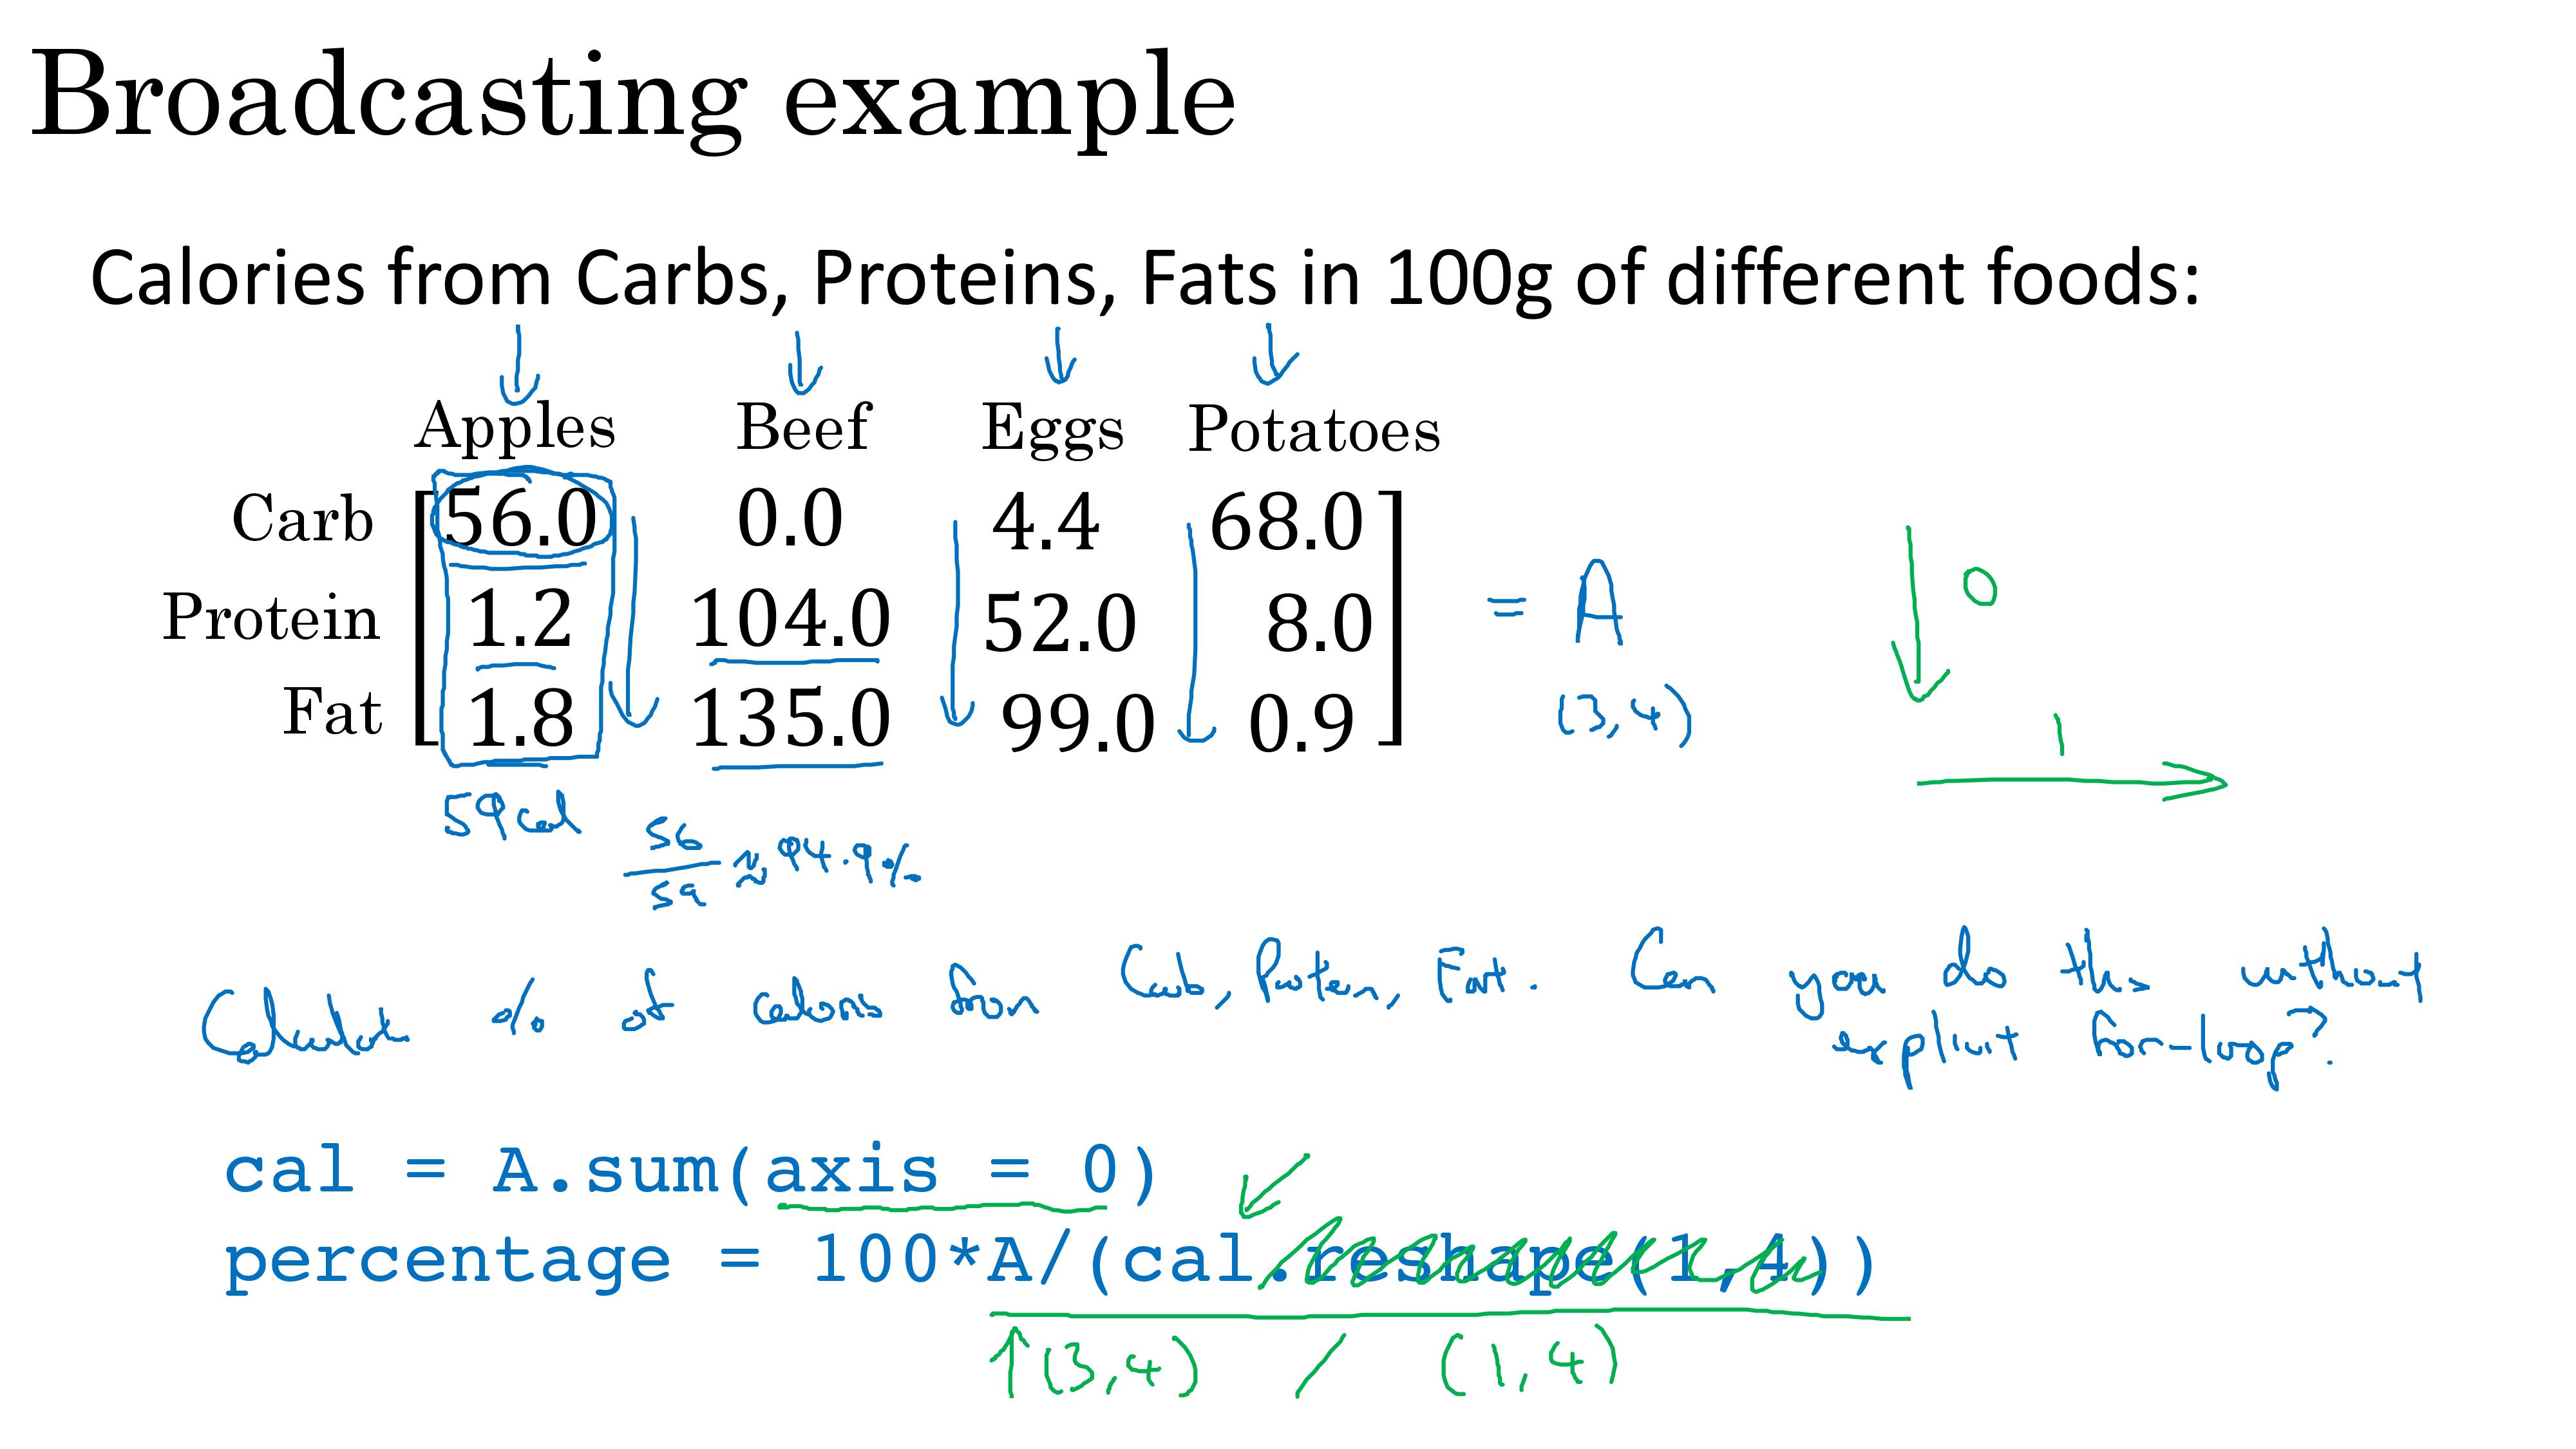 Broadcasting example
Calories from Carbs, Proteins, Fats in 100g of different foods:
Apples Beef Eggs Potatoes
Carb 56.0 0.0 4.4 68.0
Protein 1.2 104.0 52.0 8.0
Fat 1.8 135.0 99.0 0.9
= A
(3,4)
0
1
59 cal
56/59 ≈ 94.9%
Calculate % of calories from Carb, Protein, Fat. Can you do this without
explicit for-loop?
cal = A.sum(axis = 0)
percentage = 100*A/(cal.reshape(1,4))
(3,4) / (1,4)